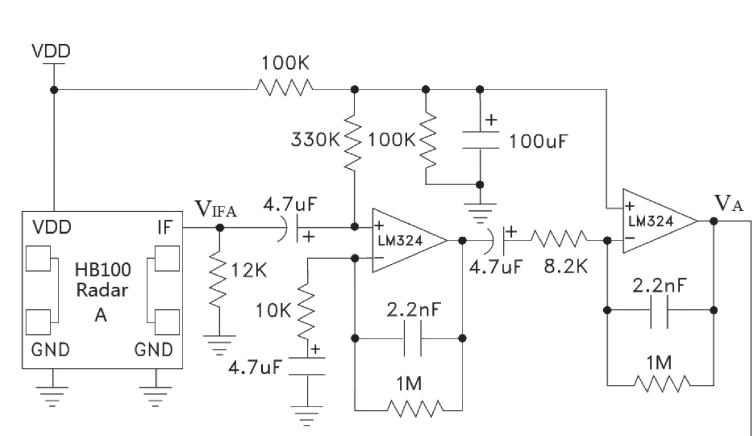 VDD
100K
330K
100K
+
100uF
VDD
IF
VIFA
4.7uF
+
+
LM324
−
+
4.7uF
8.2K
+
LM324
−
VA
HB100
Radar
A
12K
10K
2.2nF
2.2nF
GND
GND
4.7uF
+
1M
1M